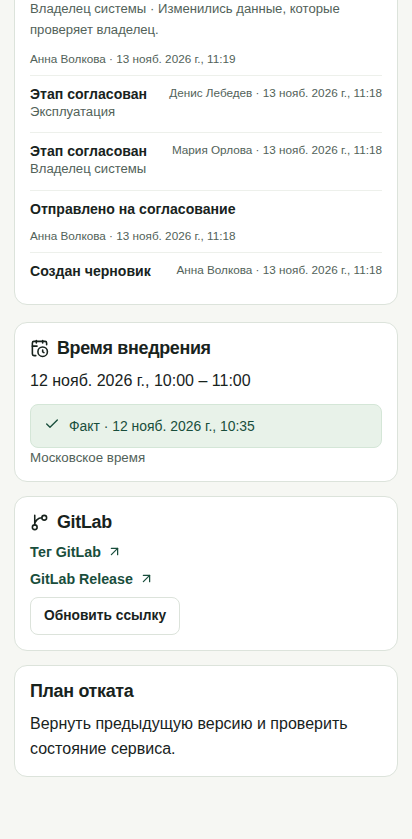 Владелец системы · Изменились данные, которые
проверяет владелец.
Анна Волкова · 13 нояб. 2026 г., 11:19
Этап согласован Денис Лебедев · 13 нояб. 2026 г., 11:18
Эксплуатация
Этап согласован Мария Орлова · 13 нояб. 2026 г., 11:18
Владелец системы
Отправлено на согласование
Анна Волкова · 13 нояб. 2026 г., 11:18
Создан черновик Анна Волкова · 13 нояб. 2026 г., 11:18
Время внедрения
12 нояб. 2026 г., 10:00 – 11:00
Факт · 12 нояб. 2026 г., 10:35
Московское время
GitLab
Тег GitLab
GitLab Release
Обновить ссылку
План отката
Вернуть предыдущую версию и проверить
состояние сервиса.